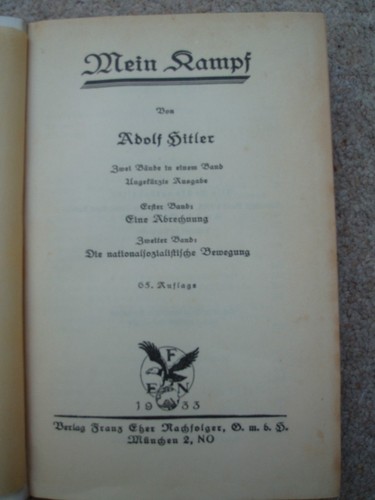 Mein Kampf
Von
Adolf Hitler
Zwei Bände in einem Band
Ungekürzte Ausgabe
Erster Band:
Eine Abrechnung
Zweiter Band:
Die nationalsozialistische Bewegung
65. Auflage
F
E N
1933
Verlag Franz Eher Nachfolger, G. m. b. H.
München 2, NO